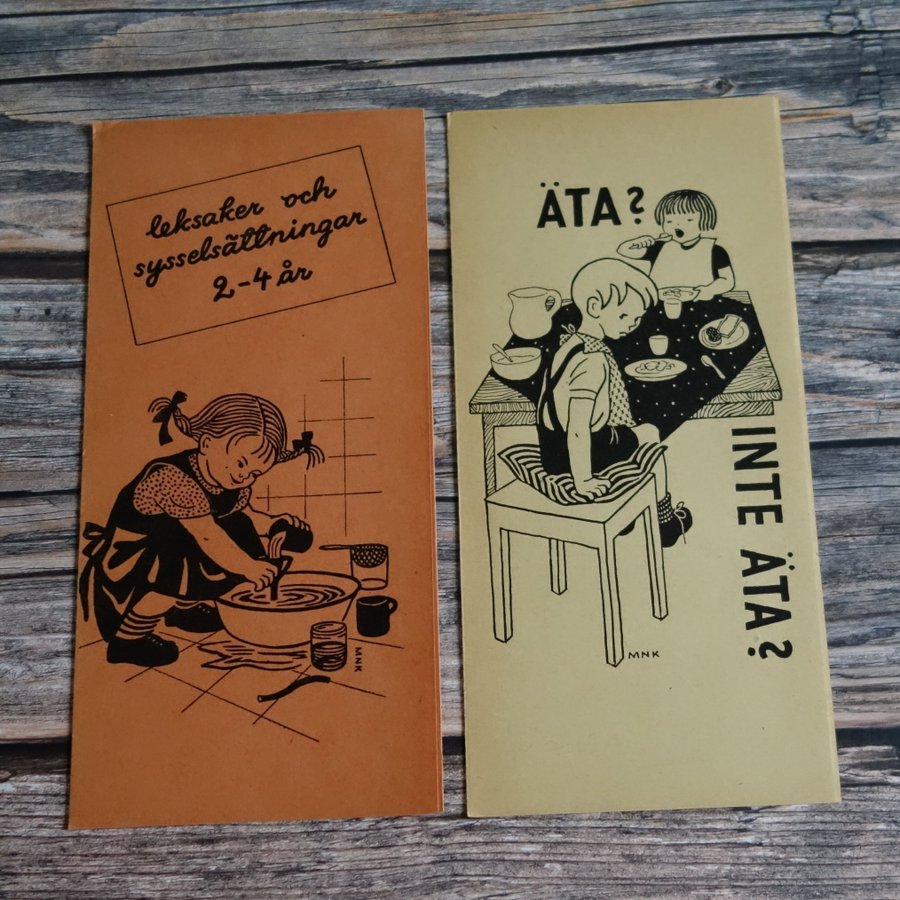 leksaker och
sysselsättningar
2-4 år
MNK
ÄTA?
INTE ÄTA?
MNK